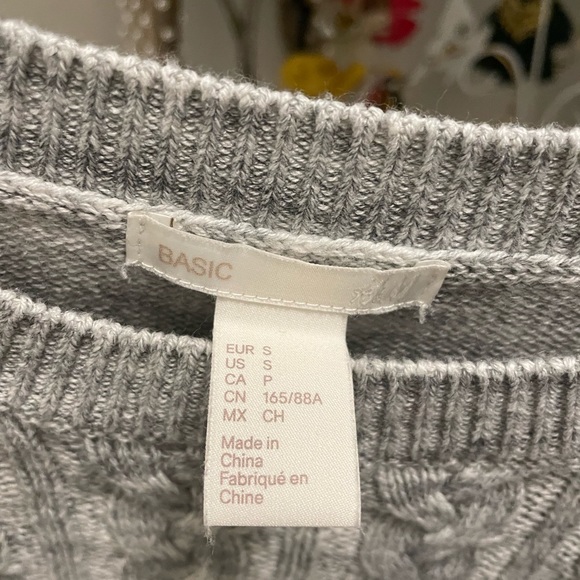 BASIC
EUR S
US S
CA P
CN 165/88A
MX CH
Made in
China
Fabriqué en
Chine